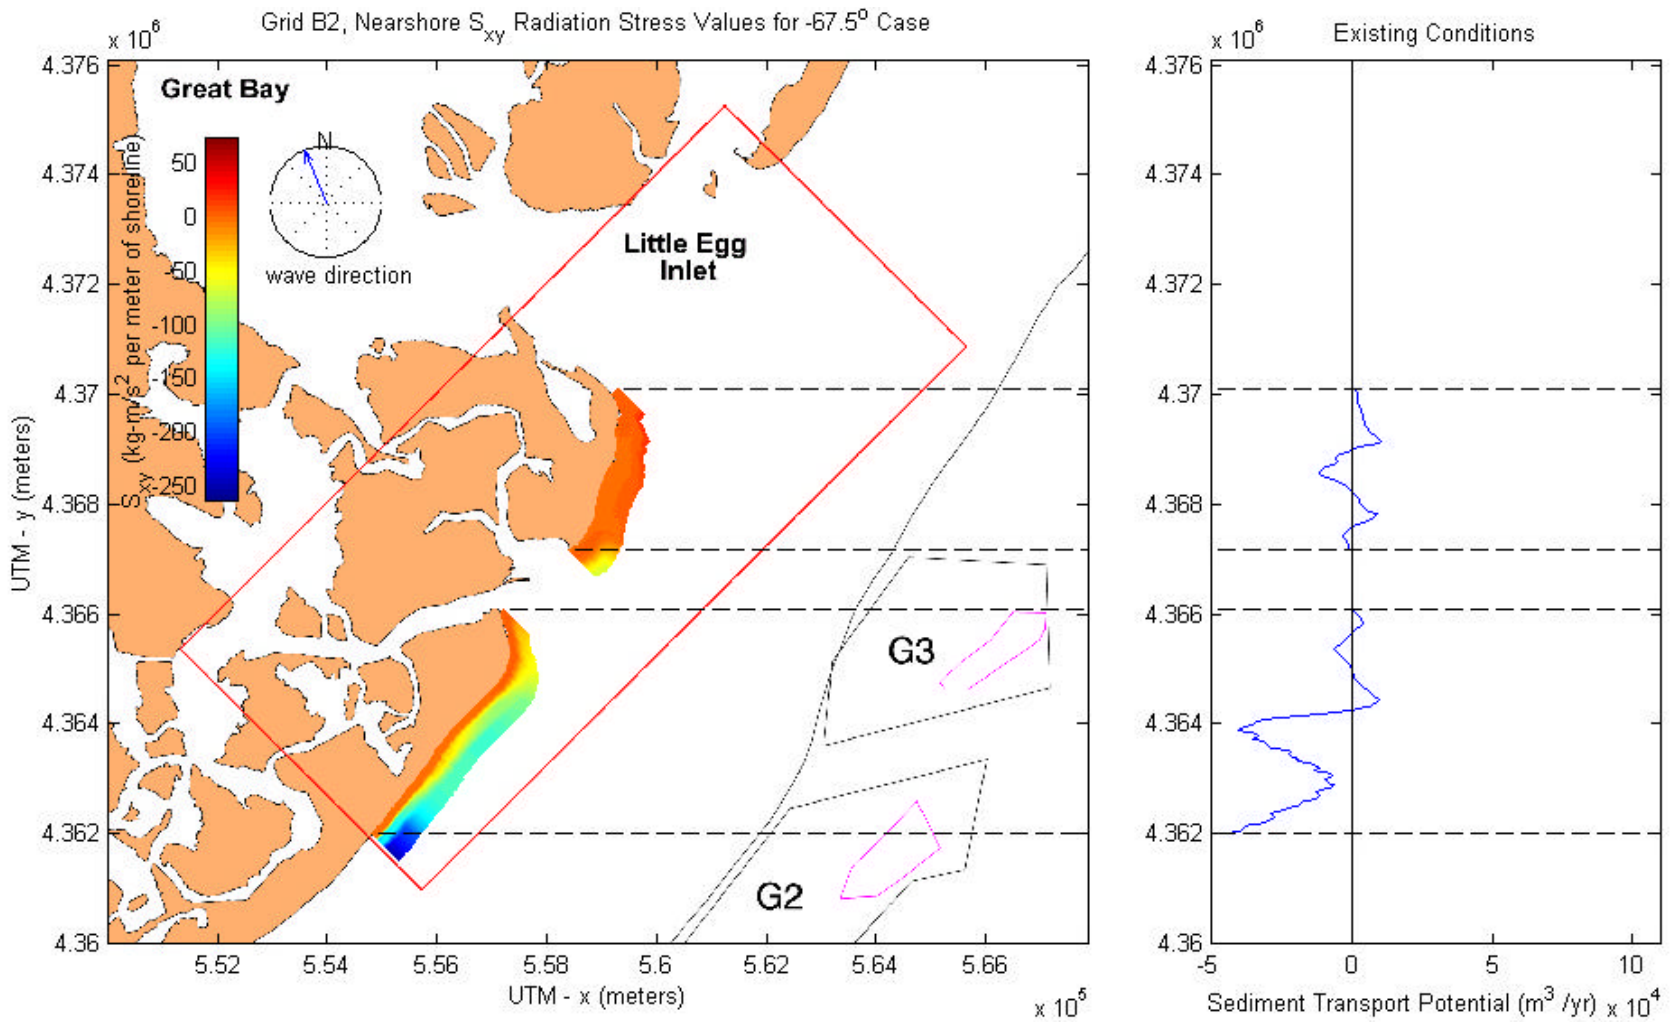 Grid B2, Nearshore Sxy Radiation Stress Values for -67.5o Case
x 10^6
Great Bay
N
wave direction
Sxy (kg-m/s^2 per meter of shoreline)
50
0
-50
-100
-150
-200
-250
Little Egg
Inlet
G3
G2
4.376
4.374
4.372
4.37
4.368
4.366
4.364
4.362
4.36
UTM - y (meters)
5.52
5.54
5.56
5.58
5.6
5.62
5.64
5.66
UTM - x (meters)
x 10^5
Existing Conditions
x 10^6
4.376
4.374
4.372
4.37
4.368
4.366
4.364
4.362
4.36
-5
0
5
10
Sediment Transport Potential (m^3 /yr) x 10^4